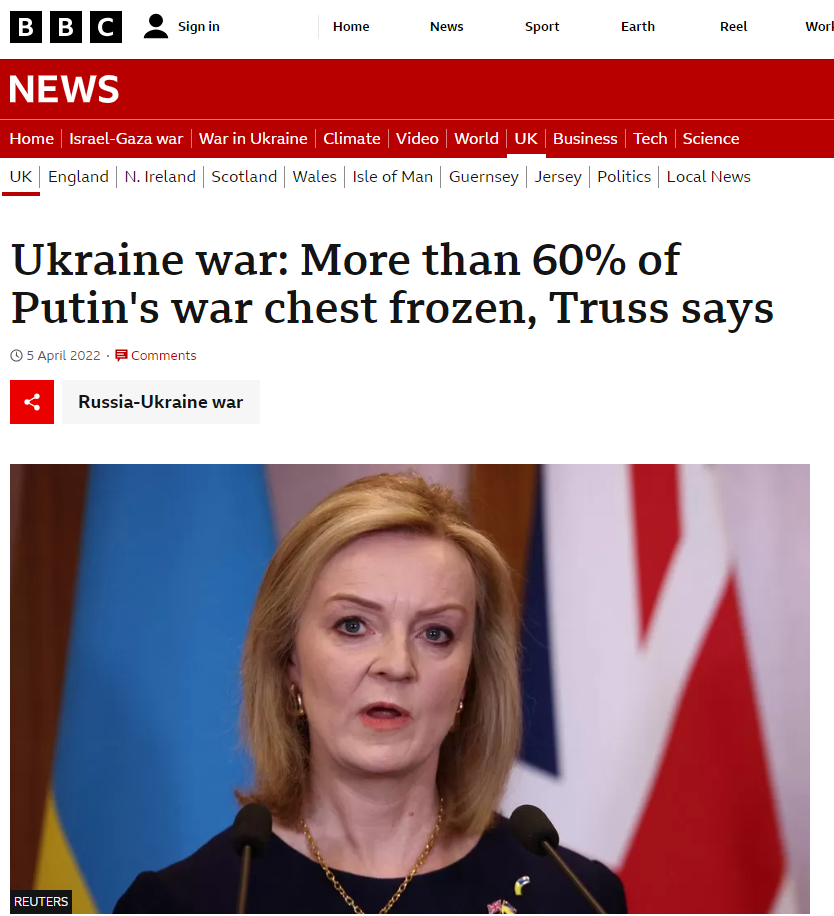 BBC Sign in Home News Sport Earth Reel
NEWS
Home Israel-Gaza war War in Ukraine Climate Video World UK Business Tech Science
UK England N. Ireland Scotland Wales Isle of Man Guernsey Jersey Politics Local News
Ukraine war: More than 60% of
Putin's war chest frozen, Truss says
5 April 2022 · Comments
Russia-Ukraine war
REUTERS